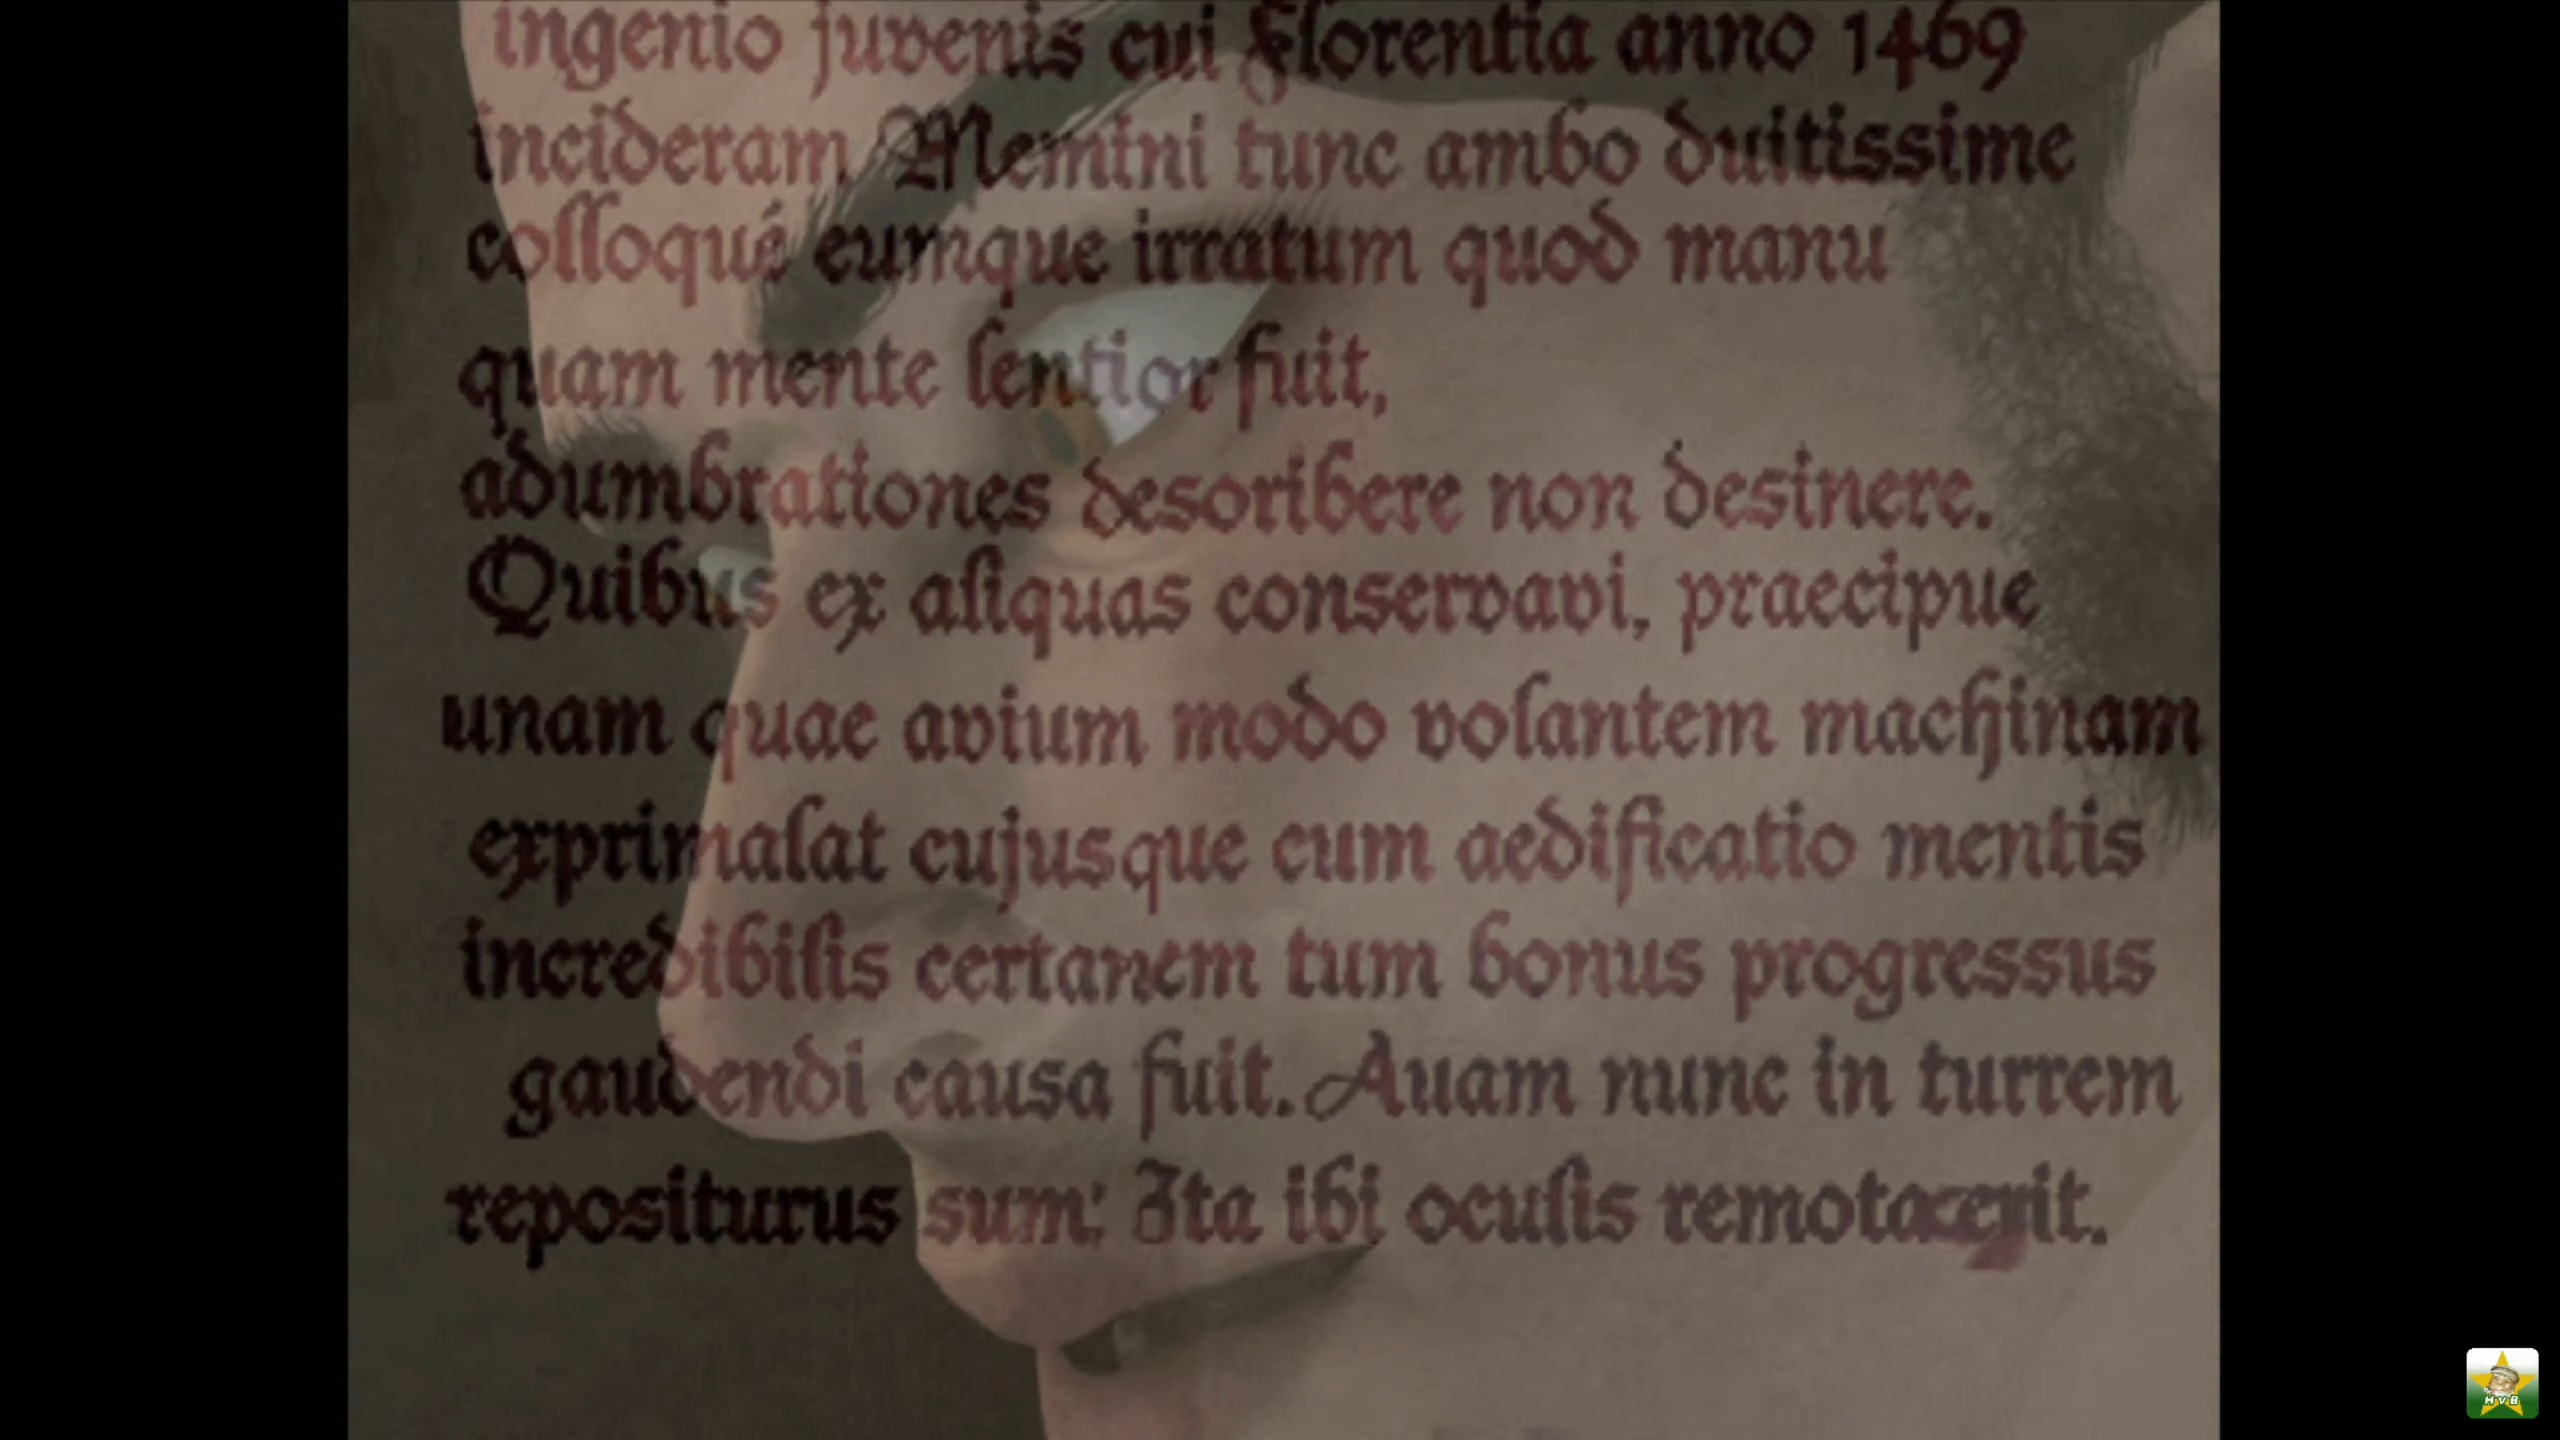 ingenio juvenis cui Florentia anno 1469
incideram. Memini tunc ambo duitissime
colloqué eumque irratum quod manu
quam mente lentior fuit,
adumbrationes desoribere non desinere.
Quibus ex aliquas conservavi, praecipue
unam quae avium modo volantem machinam
exprimalat cujusque cum aedificatio mentis
incredibilis certanem tum bonus progressus
gaudendi causa fuit. Auam nunc in turrem
repositurus sum: Ita ibi oculis
HVB